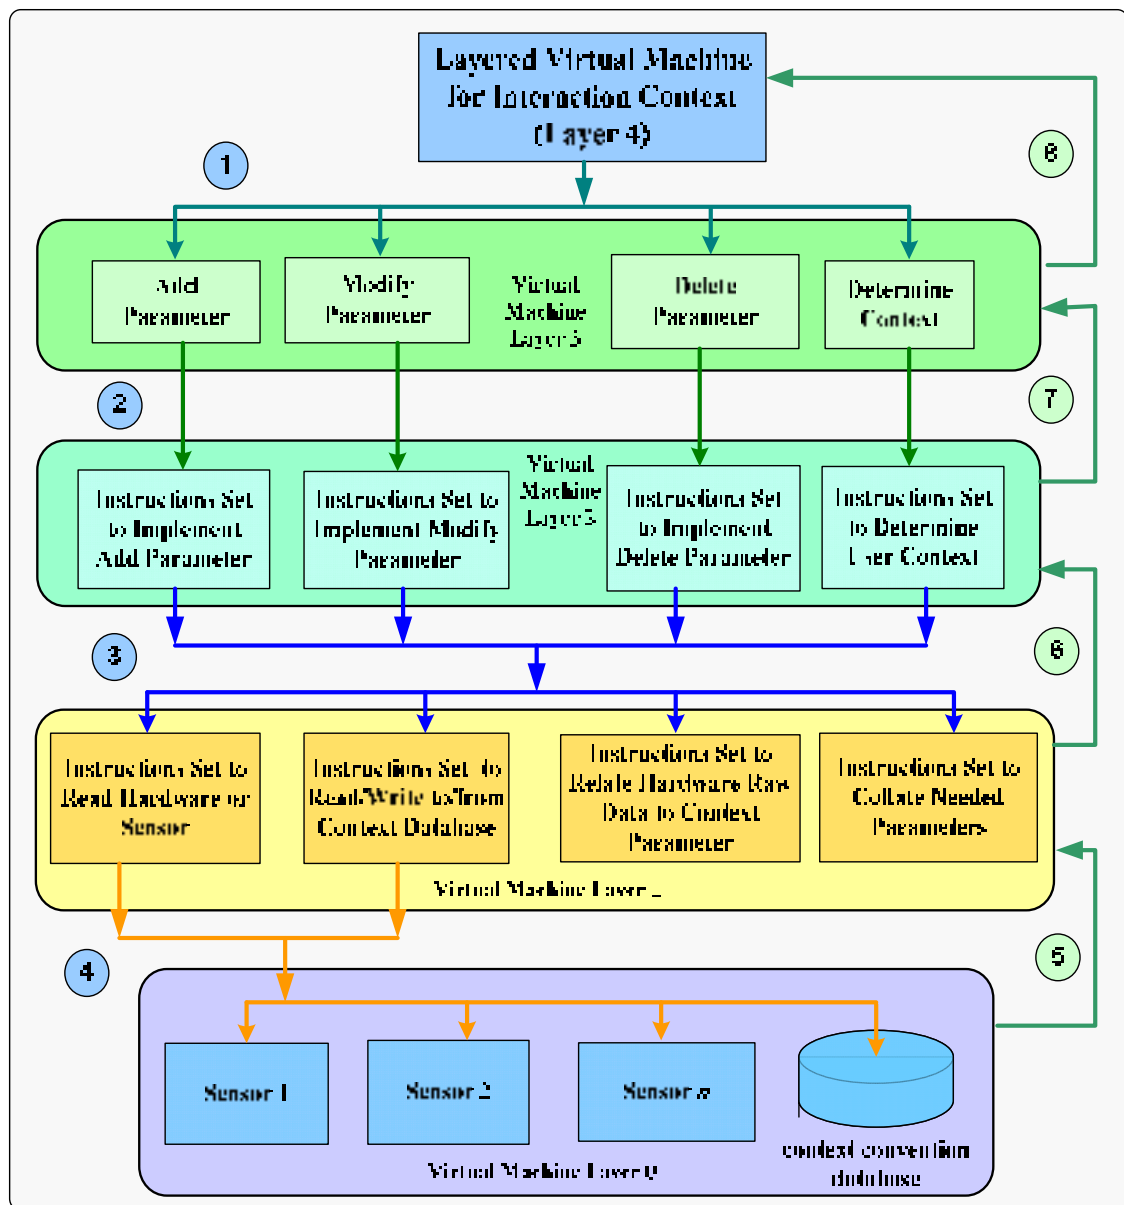 Layered Virtual Machine
for Interaction Context
(Layer 4)
1
8
Add
Parameter
Modify
Parameter
Virtual
Machine
Layer 3
Delete
Parameter
Determine
Context
2
7
Instructions Set
to Implement
Add Parameter
Instructions Set to
Implement Modify
Parameter
Virtual
Machine
Layer
Instructions Set
to Implement
Delete Parameter
Instructions Set
to Determine
User Context
3
6
Instructions Set to
Read Hardware or
Sensor
Instructions Set to
Read/Write to/from
Context Database
Instructions Set to
Relate Hardware Raw
Data to Context
Parameter
Instructions Set to
Collate Needed
Parameters
Virtual Machine Layer
4
5
Sensor 1
Sensor 2
Sensor n
context convention
database
Virtual Machine Layer 0